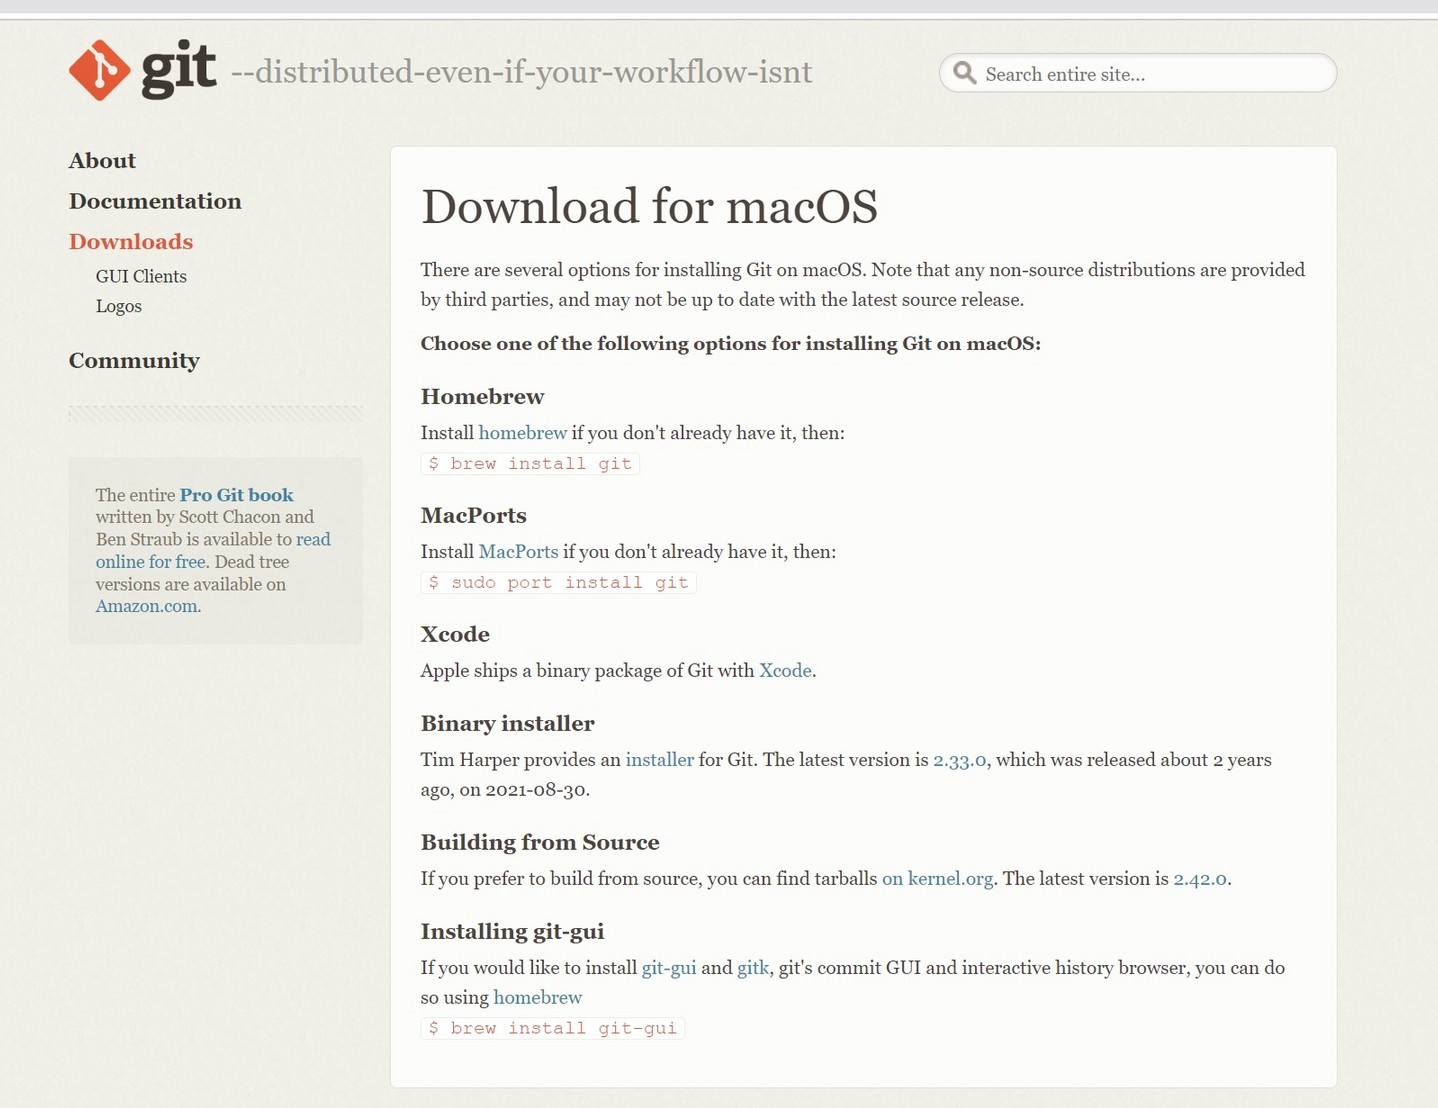 git --distributed-even-if-your-workflow-isnt
Search entire site...
About
Documentation
Downloads
GUI Clients
Logos
Community
The entire Pro Git book
written by Scott Chacon and
Ben Straub is available to read
online for free. Dead tree
versions are available on
Amazon.com.
Download for macOS
There are several options for installing Git on macOS. Note that any non-source distributions are provided
by third parties, and may not be up to date with the latest source release.
Choose one of the following options for installing Git on macOS:
Homebrew
Install homebrew if you don't already have it, then:
$ brew install git
MacPorts
Install MacPorts if you don't already have it, then:
$ sudo port install git
Xcode
Apple ships a binary package of Git with Xcode.
Binary installer
Tim Harper provides an installer for Git. The latest version is 2.33.0, which was released about 2 years
ago, on 2021-08-30.
Building from Source
If you prefer to build from source, you can find tarballs on kernel.org. The latest version is 2.42.0.
Installing git-gui
If you would like to install git-gui and gitk, git's commit GUI and interactive history browser, you can do
so using homebrew
$ brew install git-gui